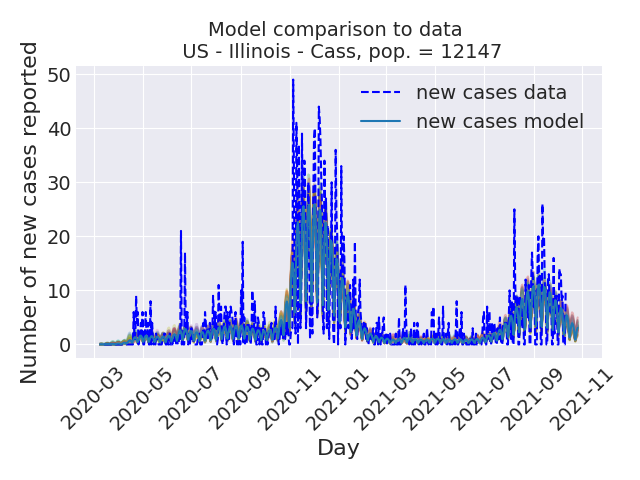 Model comparison to data
US - Illinois - Cass, pop. = 12147
Number of new cases reported
50
40
30
20
10
0
new cases data
new cases model
2020-03
2020-05
2020-07
2020-09
2020-11
2021-01
2021-03
2021-05
2021-07
2021-09
2021-11
Day